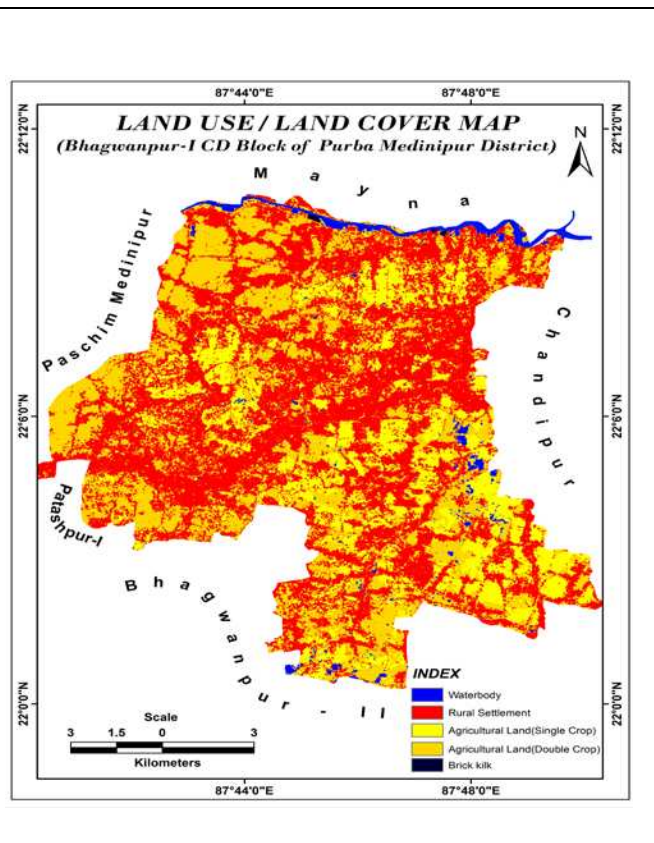 87°44'0"E 87°48'0"E
LAND USE / LAND COVER MAP
(Bhagwanpur-I CD Block of Purba Medinipur District)
N
22°12'0"N 22°12'0"N
Mayna
Paschim Medinipur
Chandipur
22°6'0"N 22°6'0"N
Patashpur-I
Bhagwanpur-II
INDEX
Waterbody
Rural Settlement
Agricultural Land(Single Crop)
Agricultural Land(Double Crop)
Brick kilk
22°0'0"N 22°0'0"N
Scale
3 1.5 0 3
Kilometers
87°44'0"E 87°48'0"E